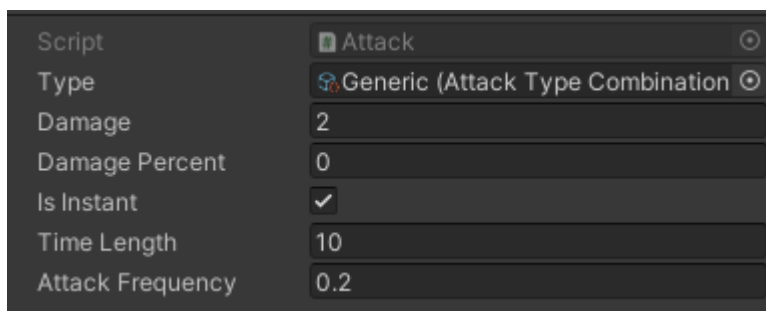 Script Attack
Type Generic (Attack Type Combination
Damage 2
Damage Percent 0
Is Instant
Time Length 10
Attack Frequency 0.2